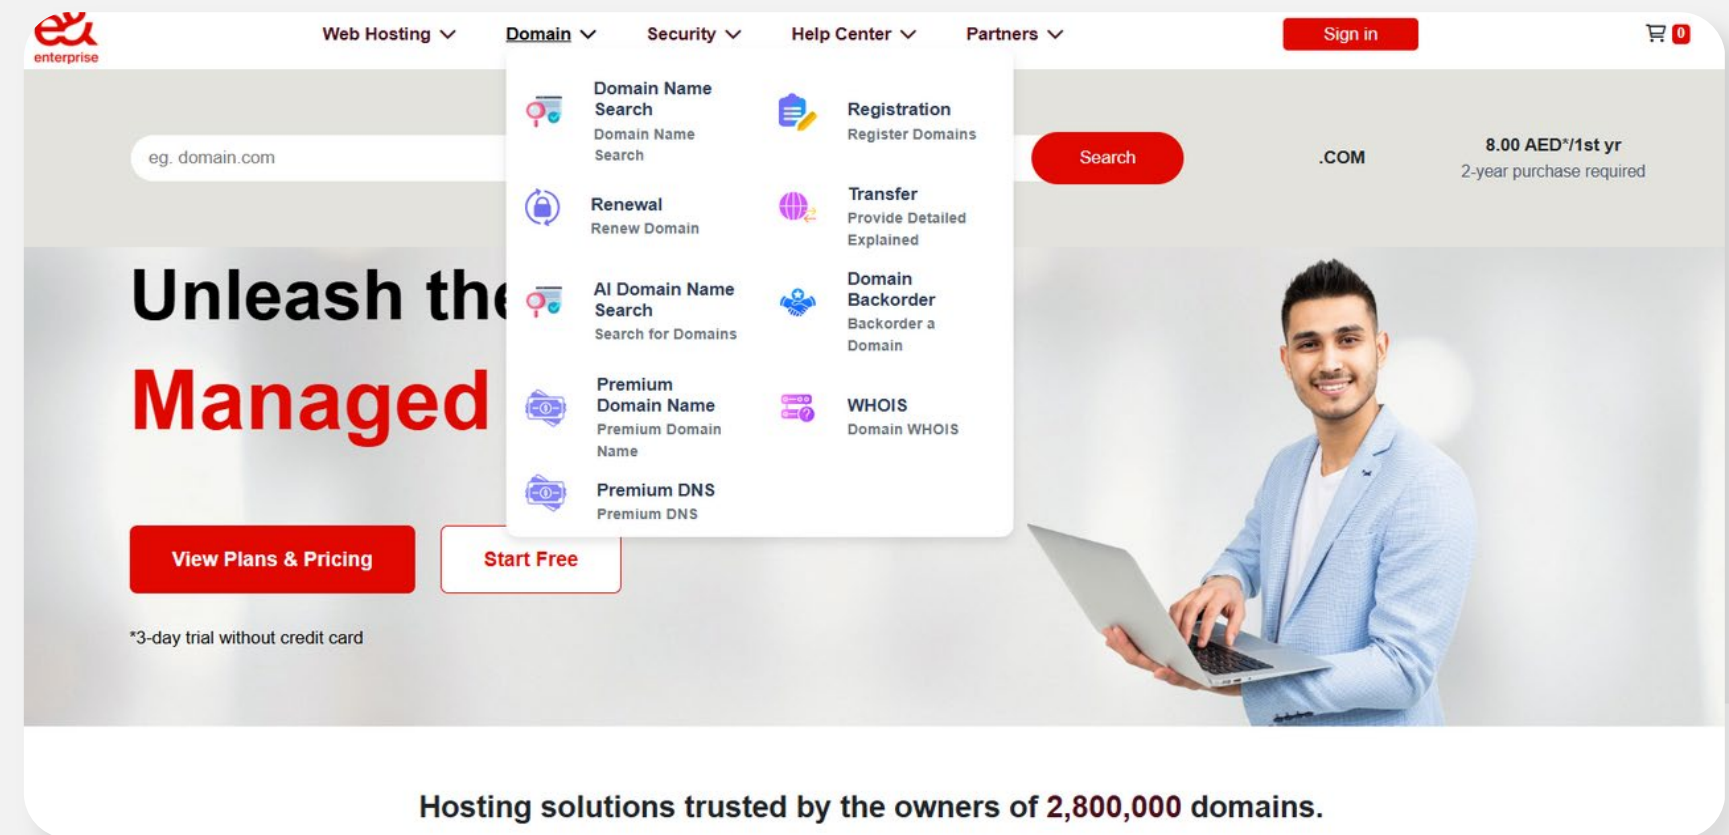 enterprise
Web Hosting
Domain
Security
Help Center
Partners
Sign in
0
Domain Name
Search
Domain Name
Search
Registration
Register Domains
Renewal
Renew Domain
Transfer
Provide Detailed
Explained
AI Domain Name
Search
Search for Domains
Domain
Backorder
Backorder a
Domain
Premium
Domain Name
Premium Domain
Name
WHOIS
Domain WHOIS
Premium DNS
Premium DNS
eg. domain.com
Search
.COM
8.00 AED*/1st yr
2-year purchase required
Unleash the
Managed
View Plans & Pricing
Start Free
*3-day trial without credit card
Hosting solutions trusted by the owners of 2,800,000 domains.